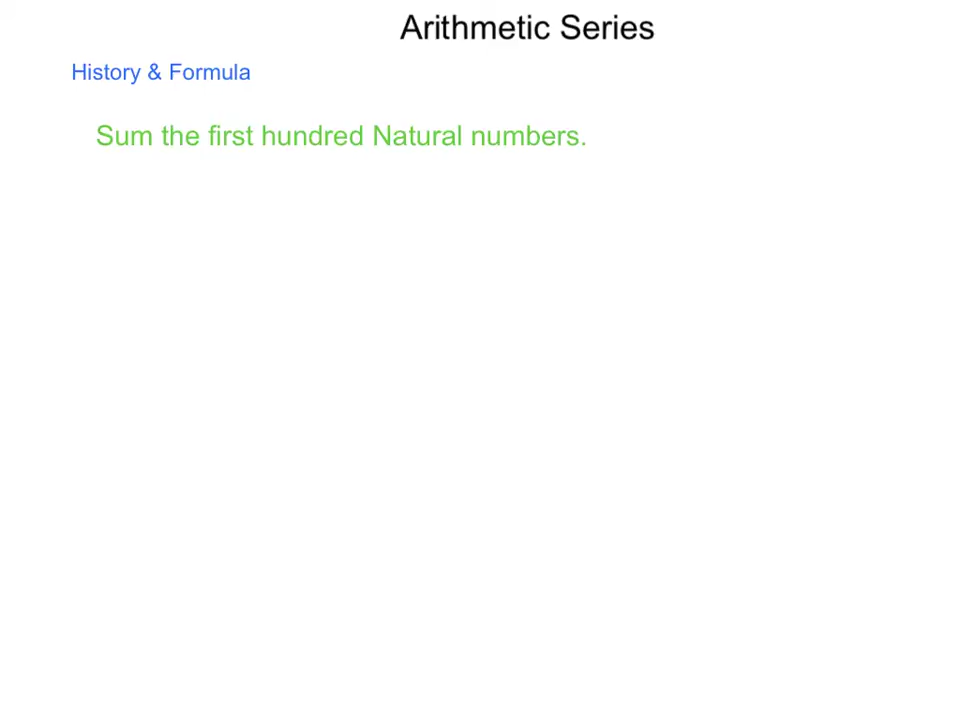 Arithmetic Series
History & Formula
Sum the first hundred Natural numbers.